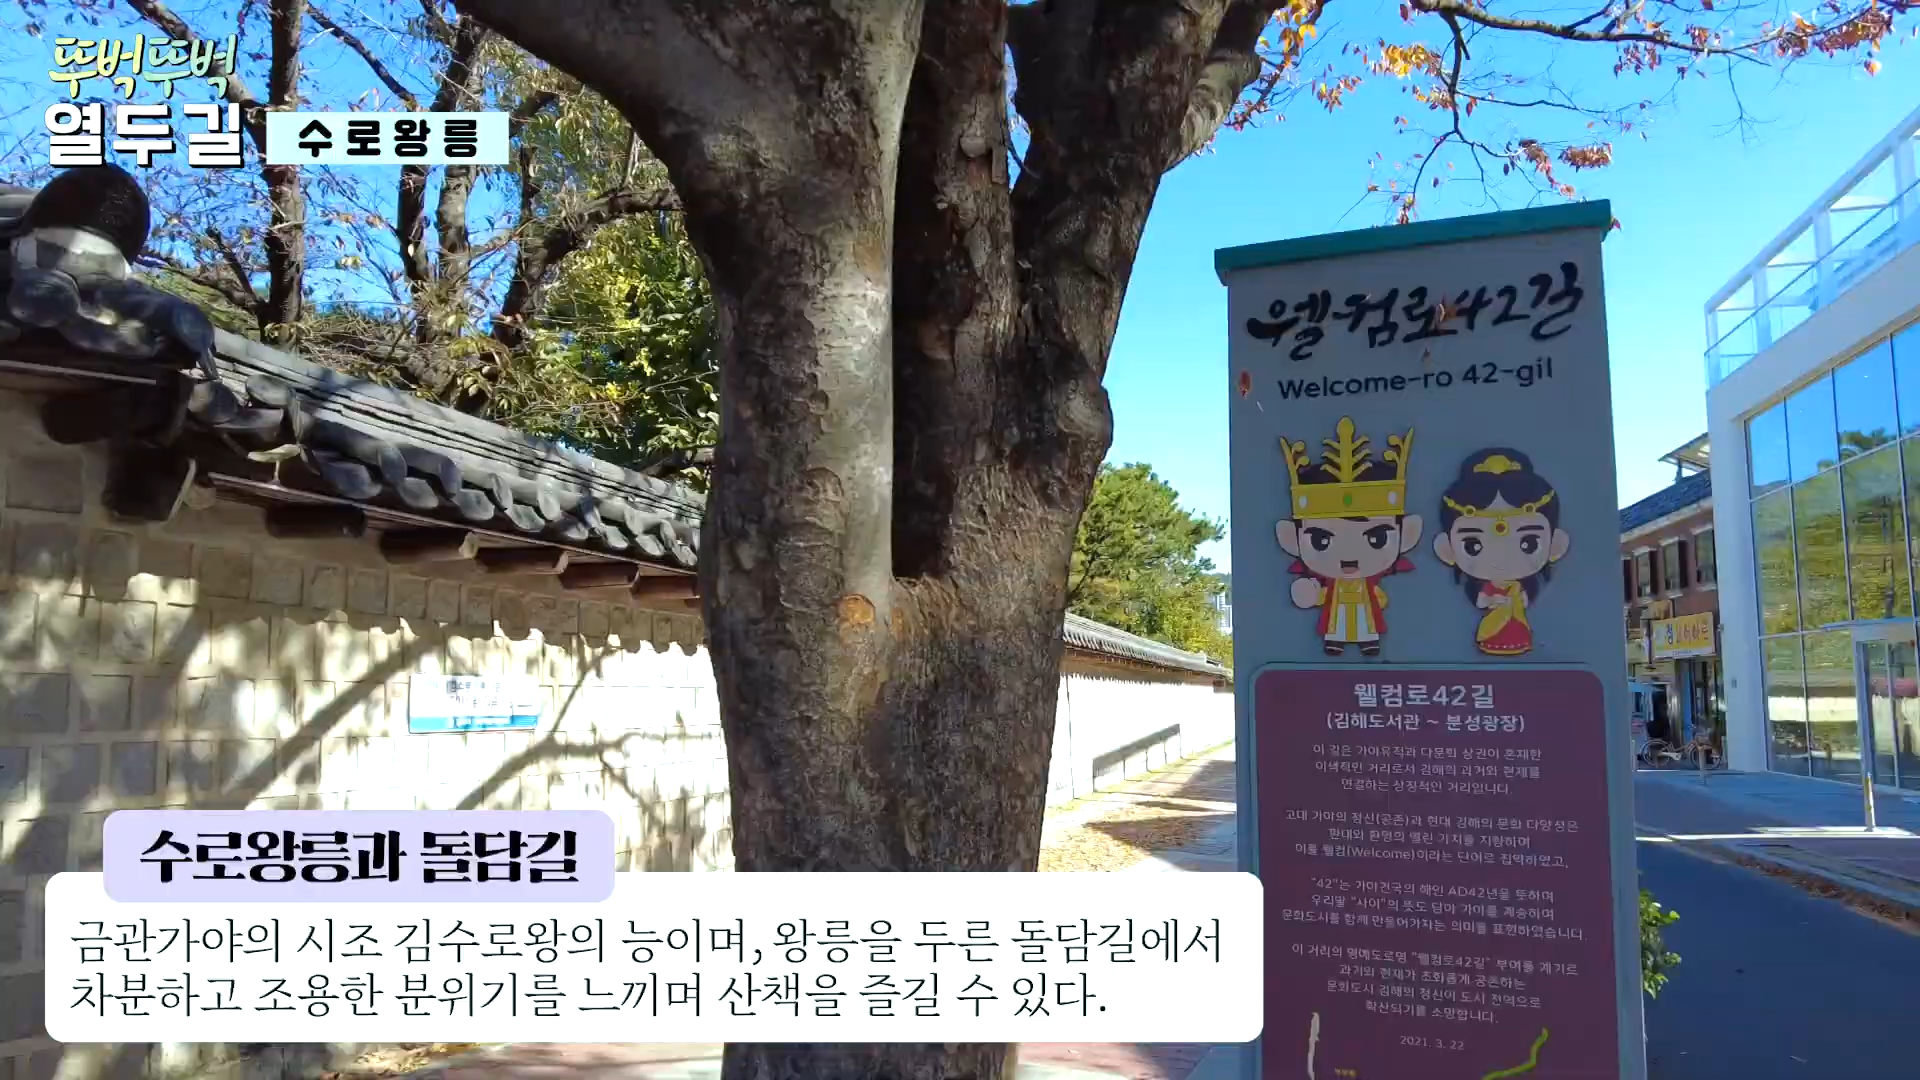 뚜벅뚜벅
열두길
수로왕릉
웰컴로42길
Welcome-ro 42-gil
웰컴로42길
(김해도서관 ~ 분성광장)
이 길은 가야유적과 다문화 상권이 혼재한
이색적인 거리로서 김해의 과거와 현재를
연결하는 상징적인 거리입니다.
고대 가야의 정신(공존)과 현대 김해의 문화 다양성은
환대와 환영의 열린 가치를 지향하며
이를 웰컴(Welcome)이라는 단어로 집약하였고,
"42"는 가야건국의 해인 AD42년을 뜻하며
우리말 "사이"의 뜻도 담아 가야를 계승하며
문화도시를 함께 만들어가자는 의미를 표현하였습니다.
이 거리의 명예도로명 "웰컴로42길" 부여를 계기로
과거와 현재가 조화롭게 공존하는
문화도시 김해의 정신이 도시 전역으로
확산되기를 소망합니다.
2021. 3. 22
수로왕릉과 돌담길
금관가야의 시조 김수로왕의 능이며, 왕릉을 두른 돌담길에서
차분하고 조용한 분위기를 느끼며 산책을 즐길 수 있다.